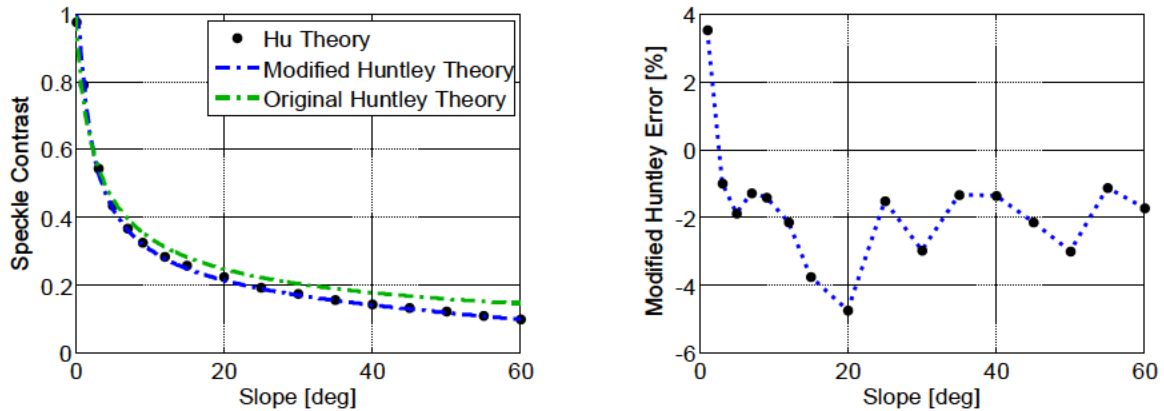 1
0.8
0.6
0.4
0.2
0
0
20
40
60
Speckle Contrast
Slope [deg]
Hu Theory
Modified Huntley Theory
Original Huntley Theory
4
2
0
-2
-4
-6
0
20
40
60
Modified Huntley Error [%]
Slope [deg]